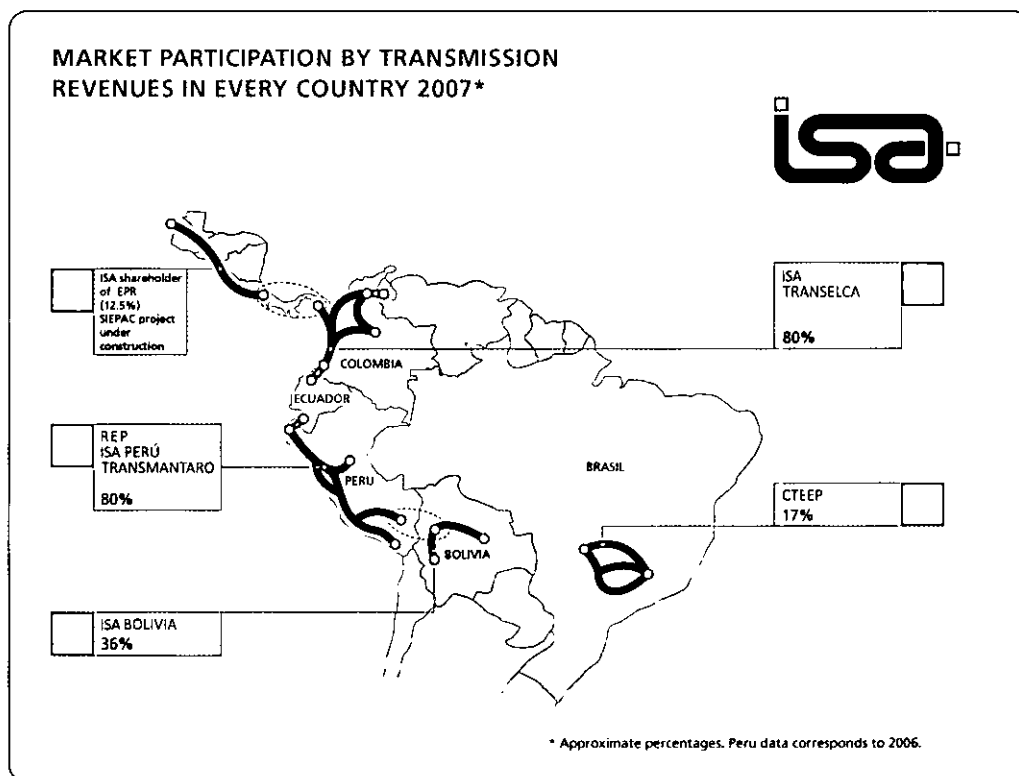 MARKET PARTICIPATION BY TRANSMISSION
REVENUES IN EVERY COUNTRY 2007*
isa
ISA shareholder
of EPR
(12.5%)
SIEPAC project
under
construction
ISA
TRANSELCA
80%
COLOMBIA
ECUADOR
REP
ISA PERÚ
TRANSMANTARO
80%
PERU
BRASIL
CTEEP
17%
BOLIVIA
ISA BOLIVIA
36%
* Approximate percentages. Peru data corresponds to 2006.